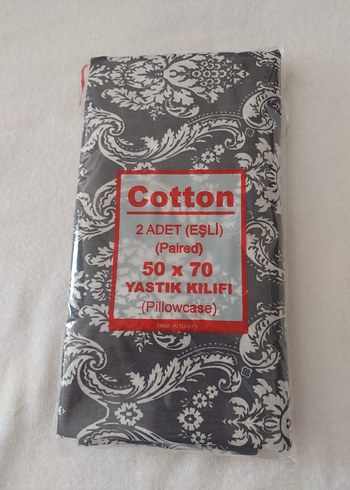 Cotton
2 ADET (EŞLİ)
(Paired)
50 x 70
YASTIK KILIFI
(Pillowcase)
MADE IN TURKEY